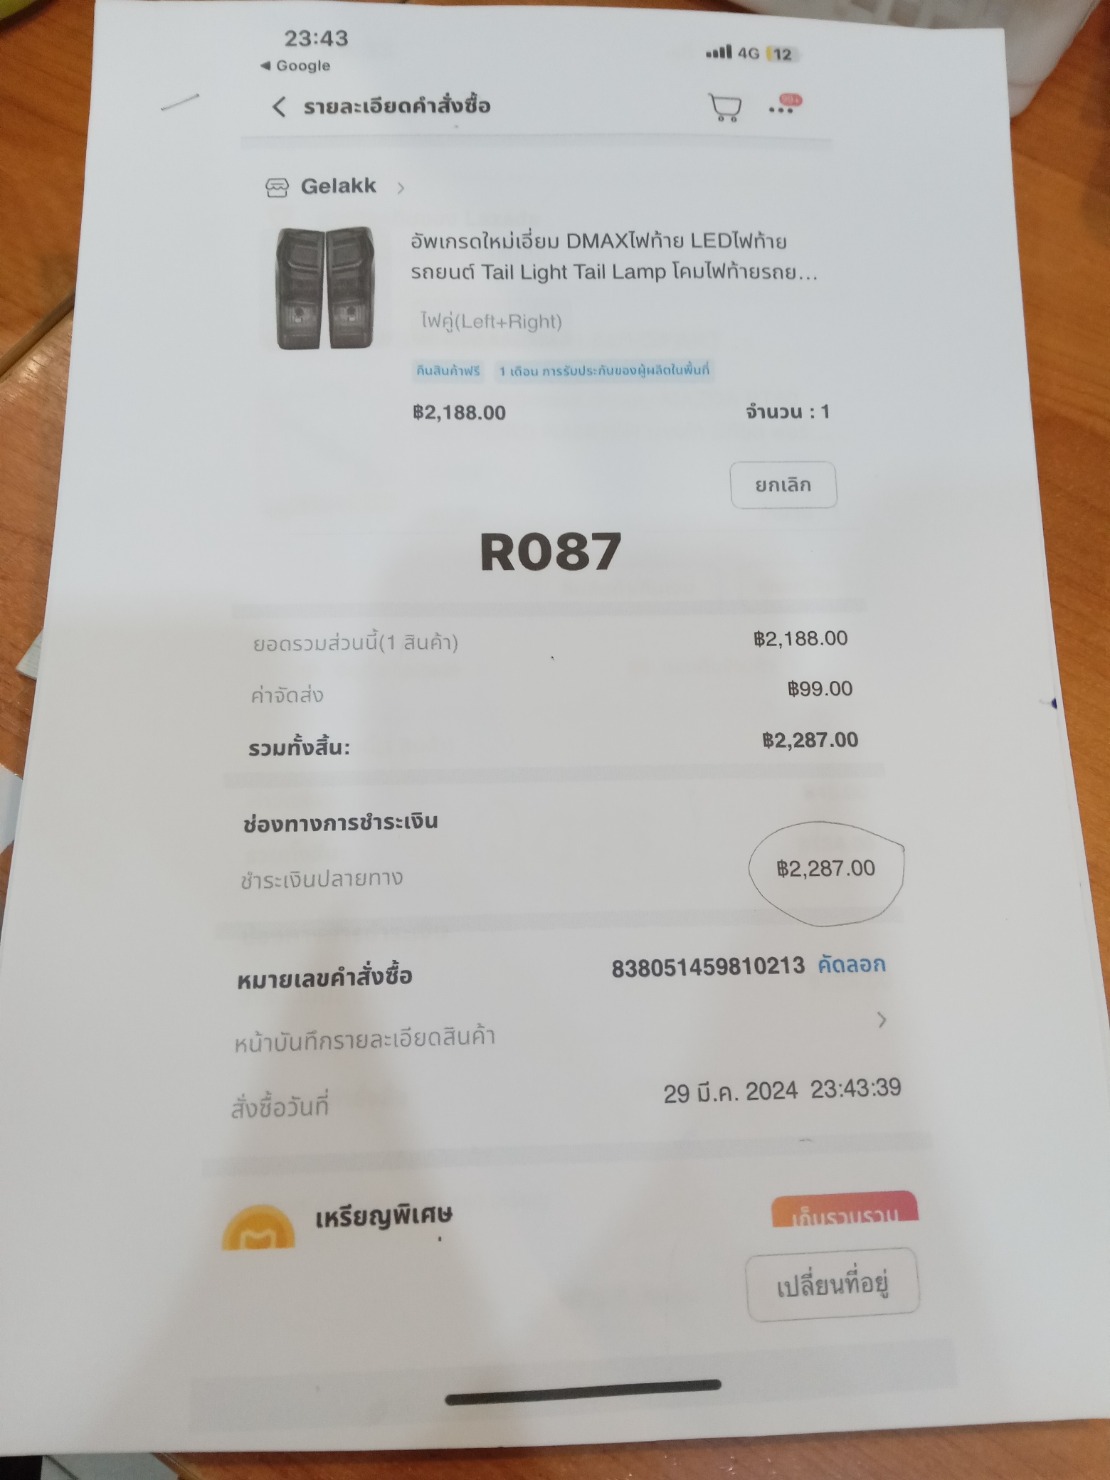 23:43
4G 12
◄ Google
รายละเอียดคำสั่งซื้อ
99+
Gelakk
อัพเกรดใหม่เอี่ยม DMAXไฟท้าย LEDไฟท้าย
รถยนต์ Tail Light Tail Lamp โคมไฟท้ายรถย...
ไฟคู่(Left+Right)
คืนสินค้าฟรี 1 เดือน การรับประกันของผู้ผลิตในพื้นที่
฿2,188.00 จำนวน : 1
ยกเลิก
R087
ยอดรวมส่วนนี้(1 สินค้า) ฿2,188.00
ค่าจัดส่ง ฿99.00
รวมทั้งสิ้น: ฿2,287.00
ช่องทางการชำระเงิน
ชำระเงินปลายทาง ฿2,287.00
หมายเลขคำสั่งซื้อ 838051459810213 คัดลอก
หน้าบันทึกรายละเอียดสินค้า
สั่งซื้อวันที่ 29 มี.ค. 2024 23:43:39
เหรียญพิเศษ เก็บรวบรวม
เปลี่ยนที่อยู่